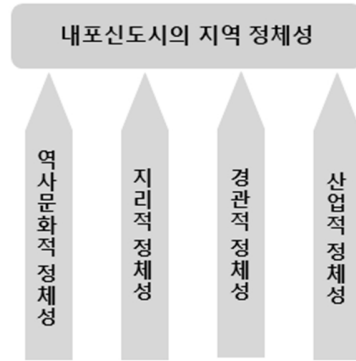 내포신도시의 지역 정체성
역사문화적 정체성
지리적 정체성
경관적 정체성
산업적 정체성